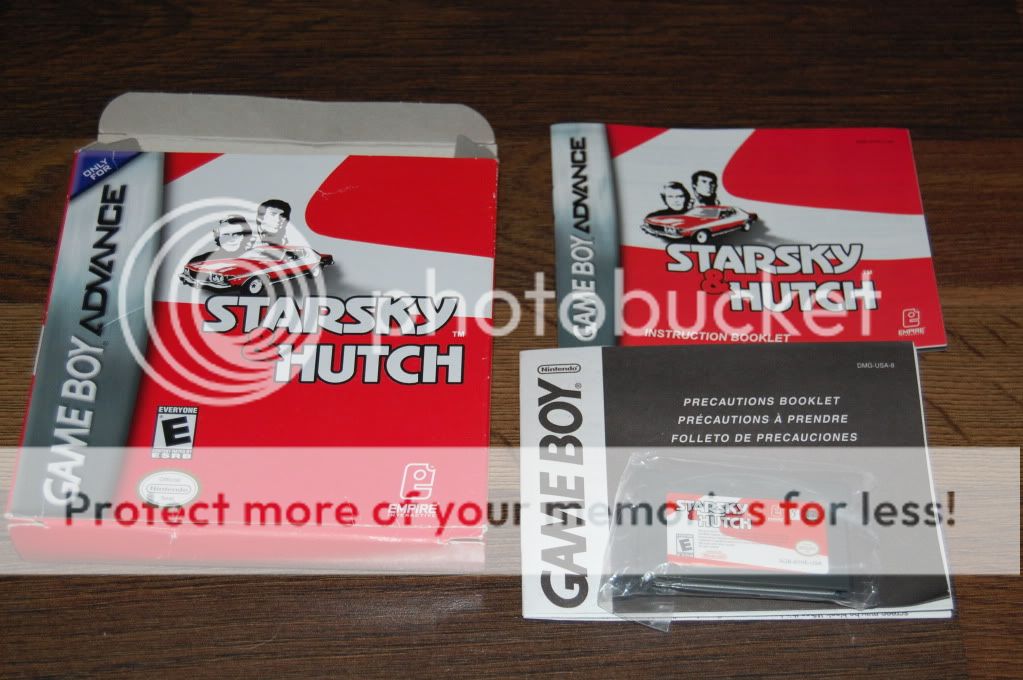 ONLY
FOR
GAME BOY ADVANCE
STARSKY
& HUTCH™
EVERYONE
E
ESRB
Nintendo
EMPIRE
INTERACTIVE
GAME BOY ADVANCE
STARSKY
& HUTCH
INSTRUCTION BOOKLET
EMPIRE
photobucket
Nintendo
GAME BOY
DMG-USA-8
PRECAUTIONS BOOKLET
PRÉCAUTIONS À PRENDRE
FOLLETO DE PRECAUCIONES
Protect more of your memories for less!
STARSKY
& HUTCH
E